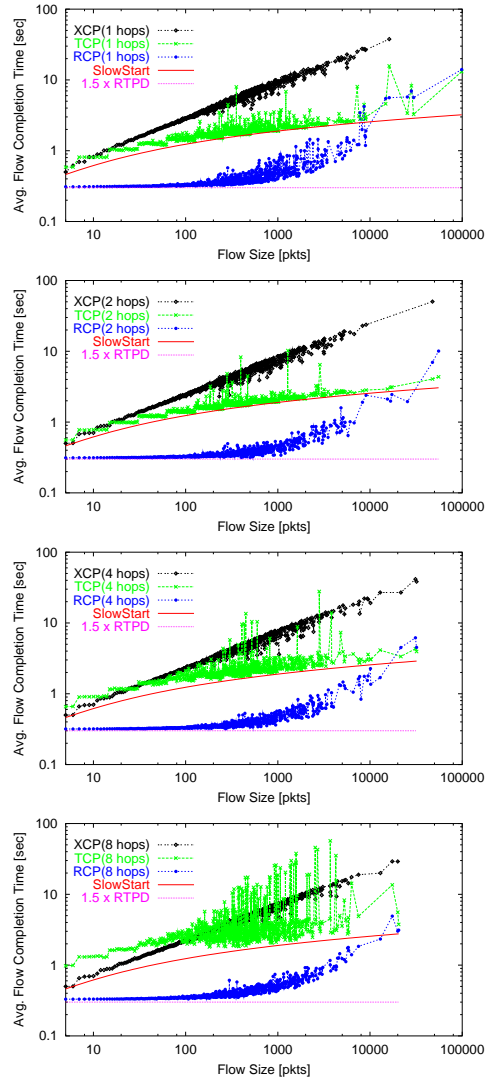 Avg. Flow Completion Time [sec]
100
10
1
0.1
XCP(1 hops)
TCP(1 hops)
RCP(1 hops)
SlowStart
1.5 x RTPD
10 100 1000 10000 100000
Flow Size [pkts]
Avg. Flow Completion Time [sec]
100
10
1
0.1
XCP(2 hops)
TCP(2 hops)
RCP(2 hops)
SlowStart
1.5 x RTPD
10 100 1000 10000 100000
Flow Size [pkts]
Avg. Flow Completion Time [sec]
100
10
1
0.1
XCP(4 hops)
TCP(4 hops)
RCP(4 hops)
SlowStart
1.5 x RTPD
10 100 1000 10000 100000
Flow Size [pkts]
Avg. Flow Completion Time [sec]
100
10
1
0.1
XCP(8 hops)
TCP(8 hops)
RCP(8 hops)
SlowStart
1.5 x RTPD
10 100 1000 10000 100000
Flow Size [pkts]